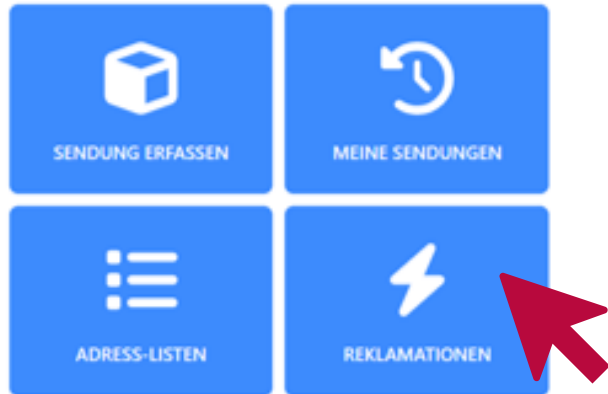 SENDUNG ERFASSEN
MEINE SENDUNGEN
ADRESS-LISTEN
REKLAMATIONEN